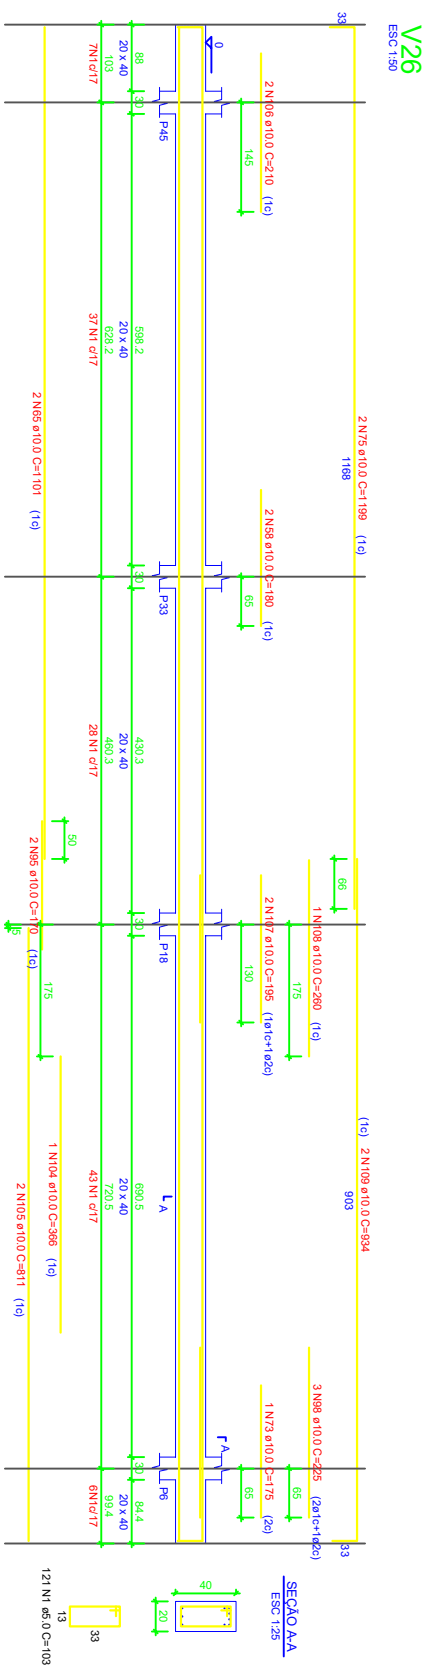 V26
ESC 1:50
33
2 N75 ø10.0 C=1199 (1c)
1168
66
(1c) 2 N109 ø10.0 C=934
903
33
2 N106 ø10.0 C=210 (1c)
145
2 N58 ø10.0 C=180 (1c)
65
1 N108 ø10.0 C=260 (1c)
175
2 N107 ø10.0 C=195 (1ø1c+1ø2c)
130
3 N98 ø10.0 C=225 (2ø1c+1ø2c)
65
1 N73 ø10.0 C=175 (2c)
65
0
A
A
P45
P33
P18
P6
88
30
598.2
30
430.3
30
690.5
30
84.4
20 x 40
20 x 40
20 x 40
20 x 40
20 x 40
103
628.2
460.3
720.5
99.4
7N1c/17
37 N1 c/17
28 N1 c/17
43 N1 c/17
6N1c/17
50
175
1 N104 ø10.0 C=366 (1c)
2 N65 ø10.0 C=1101 (1c)
2 N95 ø10.0 C=170 (1c)
2 N105 ø10.0 C=811 (1c)
5
SEÇÃO A-A
ESC 1:25
40
20
33
13
121 N1 ø5.0 C=103